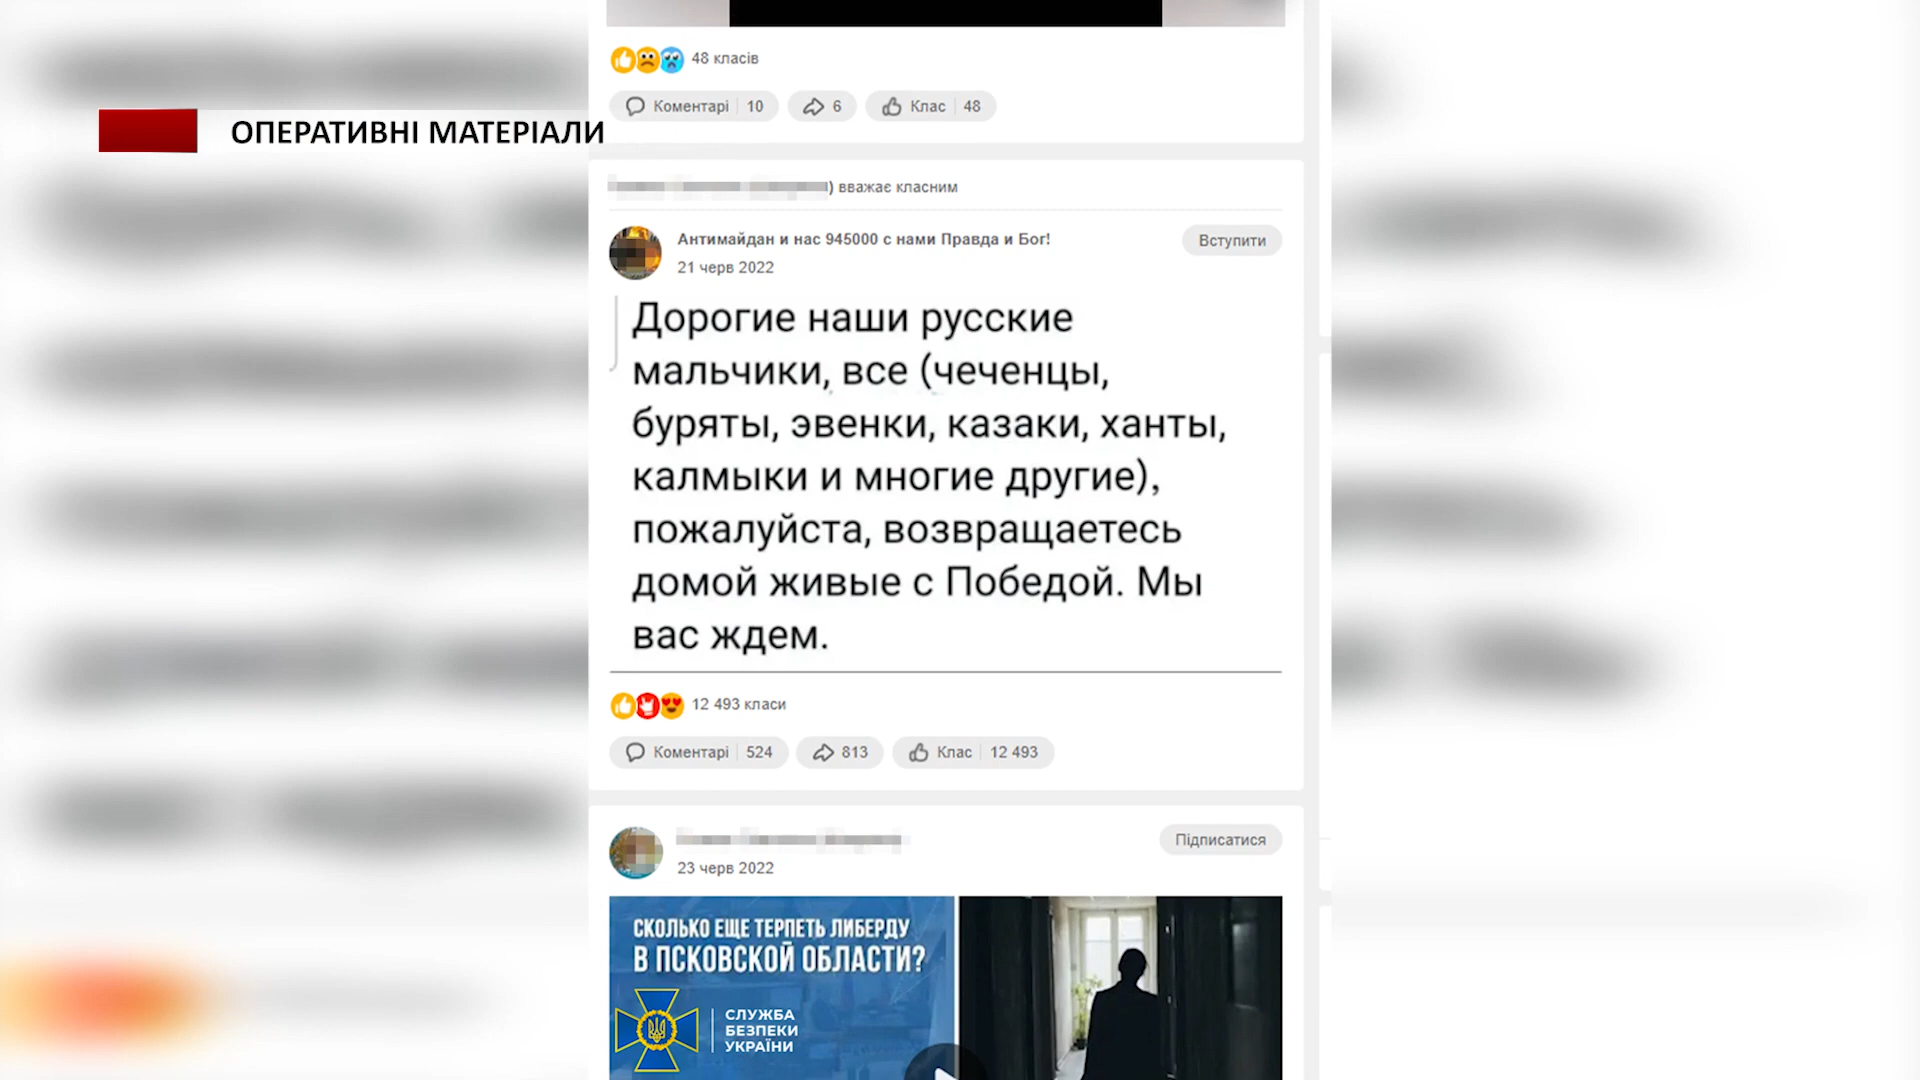 48 класів
Коментарі 10 6 Клас 48
ОПЕРАТИВНІ МАТЕРІАЛИ
) вважає класним
Антимайдан и нас 945000 с нами Правда и Бог!
Вступити
21 черв 2022
Дорогие наши русские
мальчики, все (чеченцы,
буряты, эвенки, казаки, ханты,
калмыки и многие другие),
пожалуйста, возвращаетесь
домой живые с Победой. Мы
вас ждем.
12 493 класи
Коментарі 524 813 Клас 12 493
Підписатися
23 черв 2022
СКОЛЬКО ЕЩЕ ТЕРПЕТЬ ЛИБЕРДУ
В ПСКОВСКОЙ ОБЛАСТИ?
СЛУЖБА
БЕЗПЕКИ
УКРАЇНИ